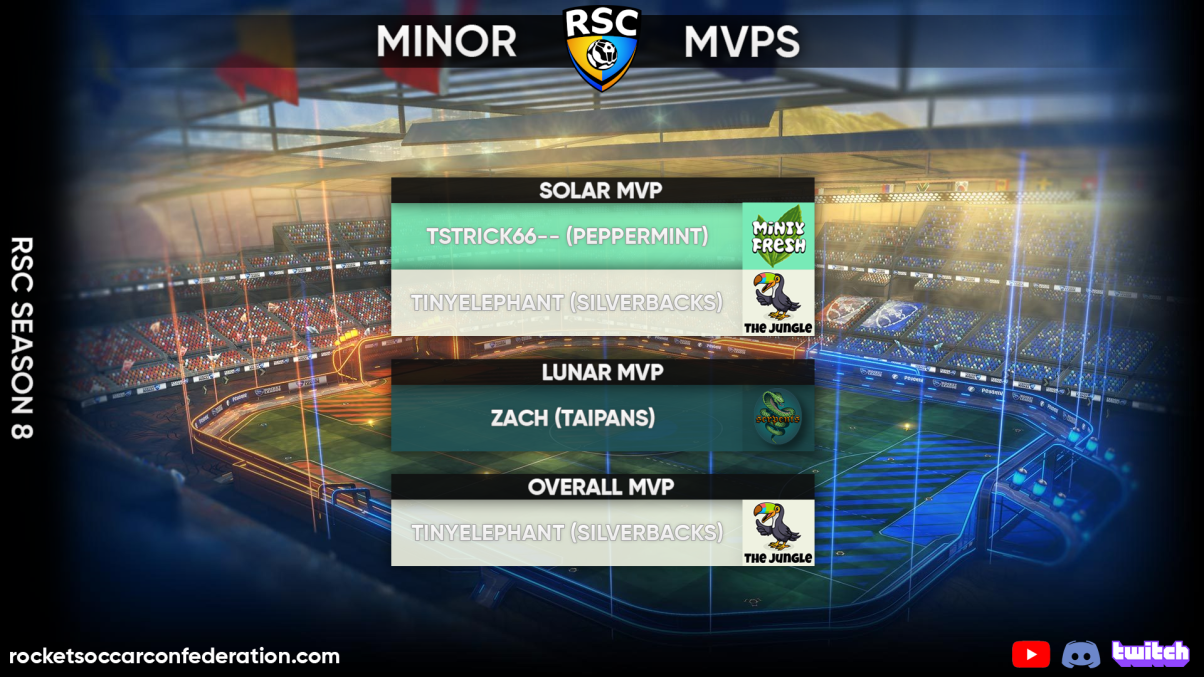 MINOR RSC MVPS
SOLAR MVP
TSTRICK66-- (PEPPERMINT)
MINTY
FRESH
TINYELEPHANT (SILVERBACKS)
THE JUNGLE
LUNAR MVP
ZACH (TAIPANS)
serpents
OVERALL MVP
TINYELEPHANT (SILVERBACKS)
THE JUNGLE
RSC SEASON 8
rocketsoccarconfederation.com
twitch